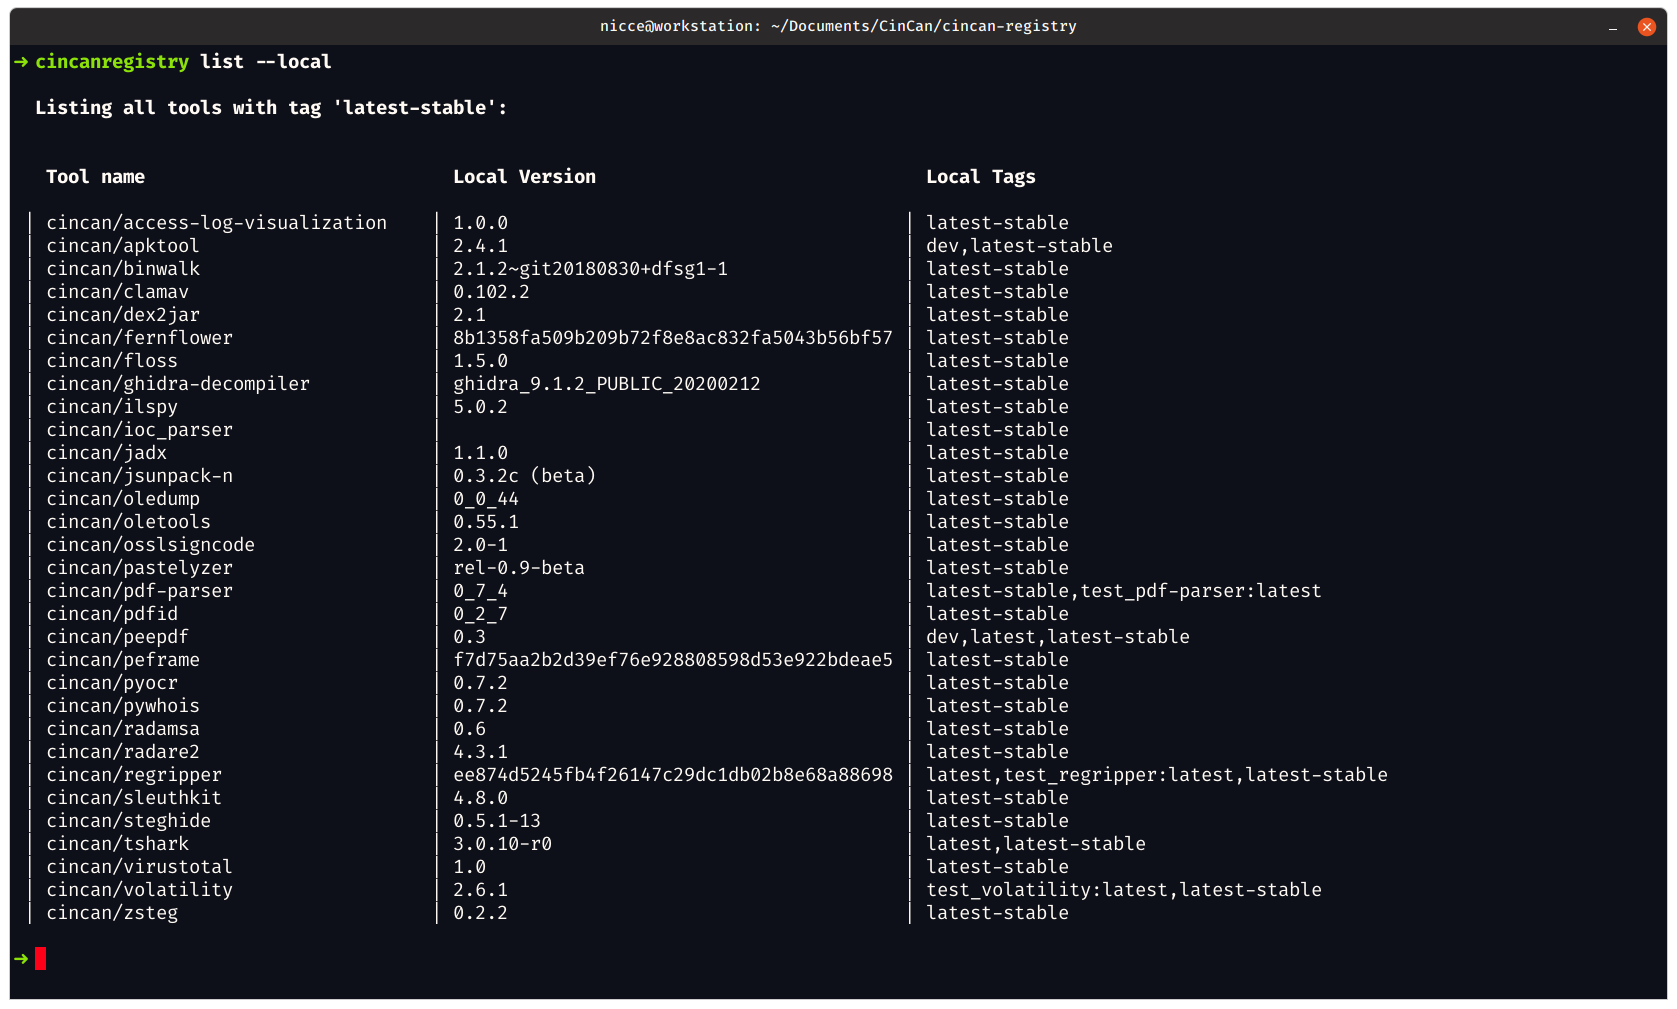 nicce@workstation: ~/Documents/CinCan/cincan-registry
➜ cincanregistry list --local
Listing all tools with tag 'latest-stable':
Tool name Local Version Local Tags
| cincan/access-log-visualization | 1.0.0 | latest-stable
| cincan/apktool | 2.4.1 | dev,latest-stable
| cincan/binwalk | 2.1.2~git20180830+dfsg1-1 | latest-stable
| cincan/clamav | 0.102.2 | latest-stable
| cincan/dex2jar | 2.1 | latest-stable
| cincan/fernflower | 8b1358fa509b209b72f8e8ac832fa5043b56bf57 | latest-stable
| cincan/floss | 1.5.0 | latest-stable
| cincan/ghidra-decompiler | ghidra_9.1.2_PUBLIC_20200212 | latest-stable
| cincan/ilspy | 5.0.2 | latest-stable
| cincan/ioc_parser | | latest-stable
| cincan/jadx | 1.1.0 | latest-stable
| cincan/jsunpack-n | 0.3.2c (beta) | latest-stable
| cincan/oledump | 0_0_44 | latest-stable
| cincan/oletools | 0.55.1 | latest-stable
| cincan/osslsigncode | 2.0-1 | latest-stable
| cincan/pastelyzer | rel-0.9-beta | latest-stable
| cincan/pdf-parser | 0_7_4 | latest-stable,test_pdf-parser:latest
| cincan/pdfid | 0_2_7 | latest-stable
| cincan/peepdf | 0.3 | dev,latest,latest-stable
| cincan/peframe | f7d75aa2b2d39ef76e928808598d53e922bdeae5 | latest-stable
| cincan/pyocr | 0.7.2 | latest-stable
| cincan/pywhois | 0.7.2 | latest-stable
| cincan/radamsa | 0.6 | latest-stable
| cincan/radare2 | 4.3.1 | latest-stable
| cincan/regripper | ee874d5245fb4f26147c29dc1db02b8e68a88698 | latest,test_regripper:latest,latest-stable
| cincan/sleuthkit | 4.8.0 | latest-stable
| cincan/steghide | 0.5.1-13 | latest-stable
| cincan/tshark | 3.0.10-r0 | latest,latest-stable
| cincan/virustotal | 1.0 | latest-stable
| cincan/volatility | 2.6.1 | test_volatility:latest,latest-stable
| cincan/zsteg | 0.2.2 | latest-stable
➜